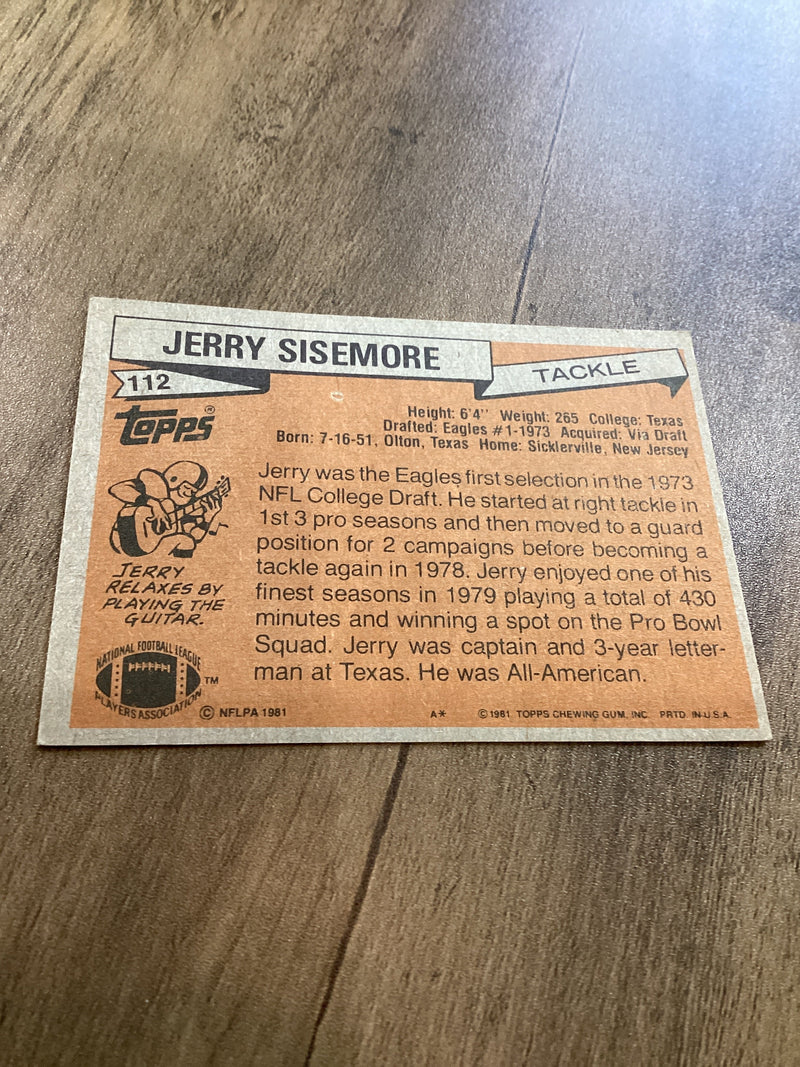 JERRY SISEMORE
TACKLE
112
TOPPS®
Height: 6'4" Weight: 265 College: Texas
Drafted: Eagles #1-1973 Acquired: Via Draft
Born: 7-16-51, Olton, Texas Home: Sicklerville, New Jersey
Jerry was the Eagles first selection in the 1973
NFL College Draft. He started at right tackle in
1st 3 pro seasons and then moved to a guard
position for 2 campaigns before becoming a
tackle again in 1978. Jerry enjoyed one of his
finest seasons in 1979 playing a total of 430
minutes and winning a spot on the Pro Bowl
Squad. Jerry was captain and 3-year letter-
man at Texas. He was All-American.
JERRY
RELAXES BY
PLAYING THE
GUITAR.
NATIONAL FOOTBALL LEAGUE
PLAYERS ASSOCIATION
TM
© NFLPA 1981
A*
© 1981 TOPPS CHEWING GUM, INC. PRTD. IN U.S.A.